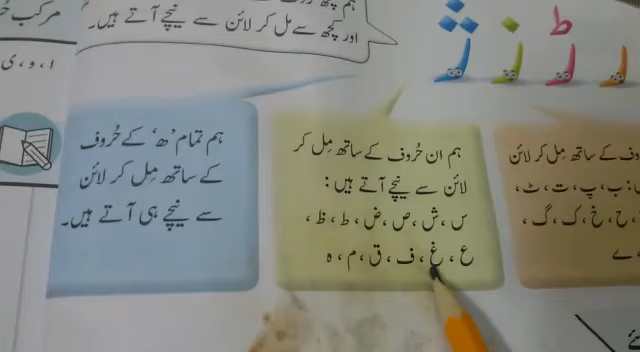 اور کچھ سے مل کر لائن سے نیچے آتے ہیں۔
مرکب
ا، و، ی
ر ڑ ز ژ
ہم تمام ’ھ‘ کے حُروف
کے ساتھ مِل کر لائن
سے نیچے ہی آتے ہیں۔
ہم ان حُروف کے ساتھ مِل کر
لائن سے نیچے آتے ہیں:
س، ش، ص، ض، ط، ظ،
ع، غ، ف، ق، م، ہ
کے ساتھ مِل کر لائن
ب، پ، ت، ٹ،
ح، خ، ک، گ،
ے